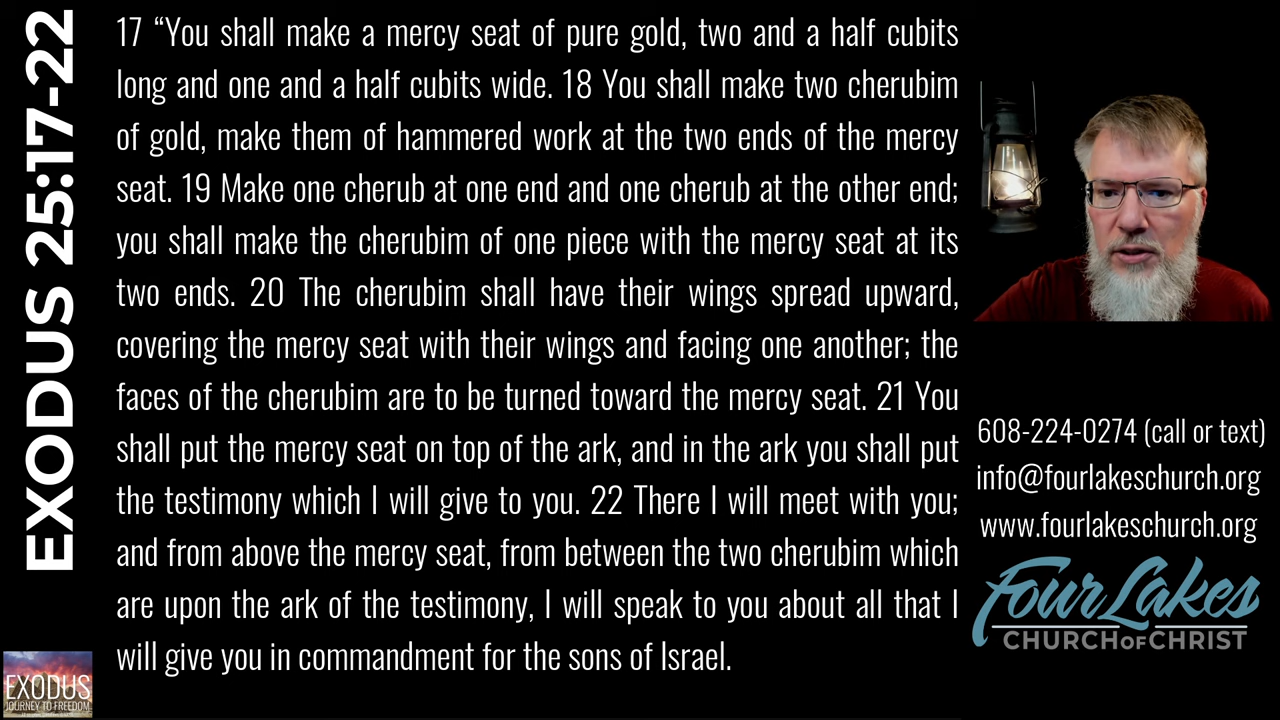 EXODUS 25:17-22
17 “You shall make a mercy seat of pure gold, two and a half cubits
long and one and a half cubits wide. 18 You shall make two cherubim
of gold, make them of hammered work at the two ends of the mercy
seat. 19 Make one cherub at one end and one cherub at the other end;
you shall make the cherubim of one piece with the mercy seat at its
two ends. 20 The cherubim shall have their wings spread upward,
covering the mercy seat with their wings and facing one another; the
faces of the cherubim are to be turned toward the mercy seat. 21 You
shall put the mercy seat on top of the ark, and in the ark you shall put
the testimony which I will give to you. 22 There I will meet with you;
and from above the mercy seat, from between the two cherubim which
are upon the ark of the testimony, I will speak to you about all that I
will give you in commandment for the sons of Israel.
608-224-0274 (call or text)
info@fourlakeschurch.org
www.fourlakeschurch.org
Four Lakes
CHURCH OF CHRIST
EXODUS
JOURNEY TO FREEDOM